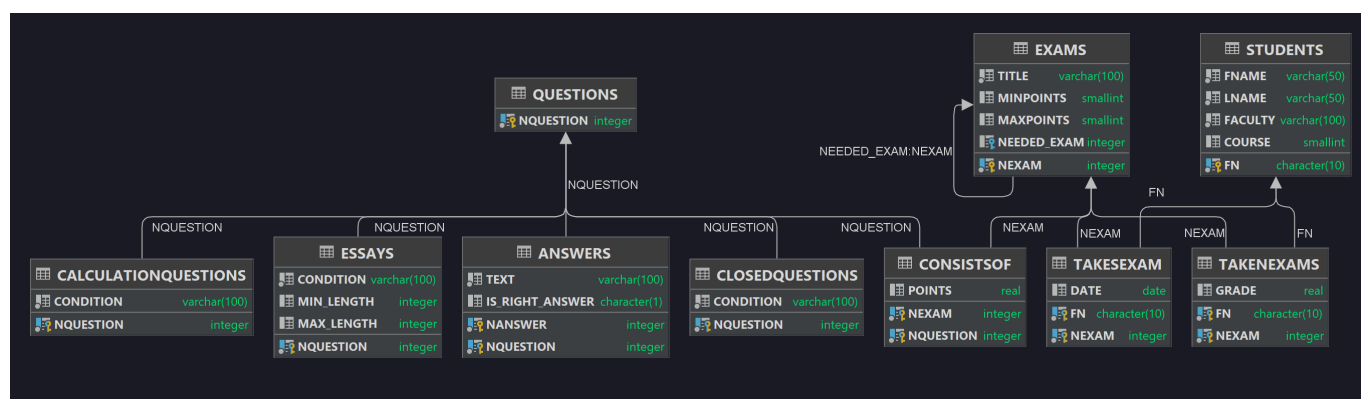 EXAMS
TITLE varchar(100)
MINPOINTS smallint
MAXPOINTS smallint
NEEDED_EXAM integer
NEXAM integer
STUDENTS
FNAME varchar(50)
LNAME varchar(50)
FACULTY varchar(100)
COURSE smallint
FN character(10)
QUESTIONS
NQUESTION integer
NEEDED_EXAM:NEXAM
NQUESTION
FN
NQUESTION
NQUESTION
NQUESTION
NQUESTION
NEXAM
NEXAM
NEXAM
FN
CALCULATIONQUESTIONS
CONDITION varchar(100)
NQUESTION integer
ESSAYS
CONDITION varchar(100)
MIN_LENGTH integer
MAX_LENGTH integer
NQUESTION integer
ANSWERS
TEXT varchar(100)
IS_RIGHT_ANSWER character(1)
NANSWER integer
NQUESTION integer
CLOSEDQUESTIONS
CONDITION varchar(100)
NQUESTION integer
CONSISTSOF
POINTS real
NEXAM integer
NQUESTION integer
TAKESEXAM
DATE date
FN character(10)
NEXAM integer
TAKENEXAMS
GRADE real
FN character(10)
NEXAM integer